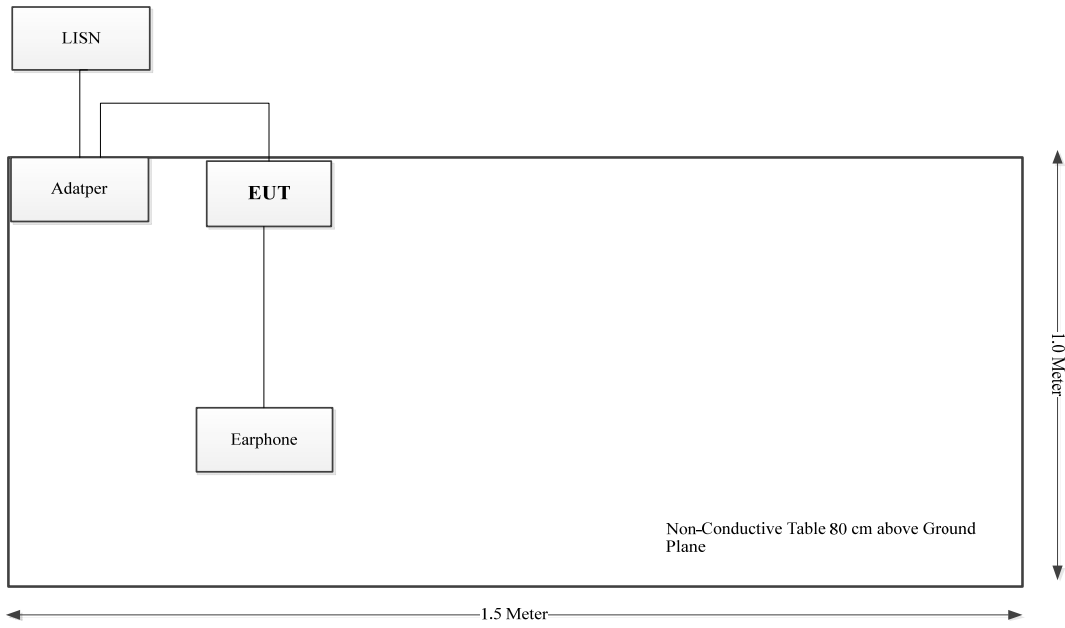 LISN
Adatper
EUT
Earphone
1.0 Meter
Non-Conductive Table 80 cm above Ground
Plane
1.5 Meter